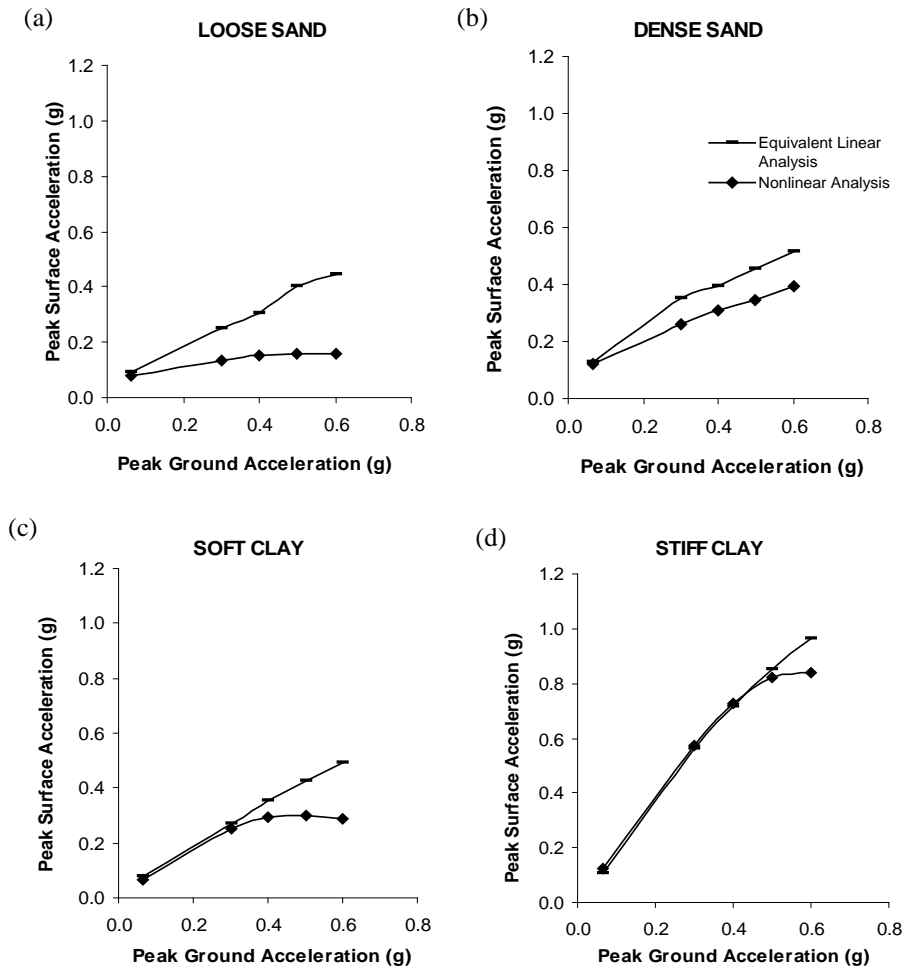 (a)
LOOSE SAND
1.2
1.0
0.8
0.6
0.4
0.2
0.0
0.0 0.2 0.4 0.6 0.8
Peak Surface Acceleration (g)
Peak Ground Acceleration (g)
(b)
DENSE SAND
1.2
1.0
0.8
0.6
0.4
0.2
0.0
0.0 0.2 0.4 0.6 0.8
Peak Surface Acceleration (g)
Peak Ground Acceleration (g)
Equivalent Linear
Analysis
Nonlinear Analysis
(c)
SOFT CLAY
1.2
1.0
0.8
0.6
0.4
0.2
0.0
0.0 0.2 0.4 0.6 0.8
Peak Surface Acceleration (g)
Peak Ground Acceleration (g)
(d)
STIFF CLAY
1.2
1.0
0.8
0.6
0.4
0.2
0.0
0.0 0.2 0.4 0.6 0.8
Peak Surface Acceleration (g)
Peak Ground Acceleration (g)